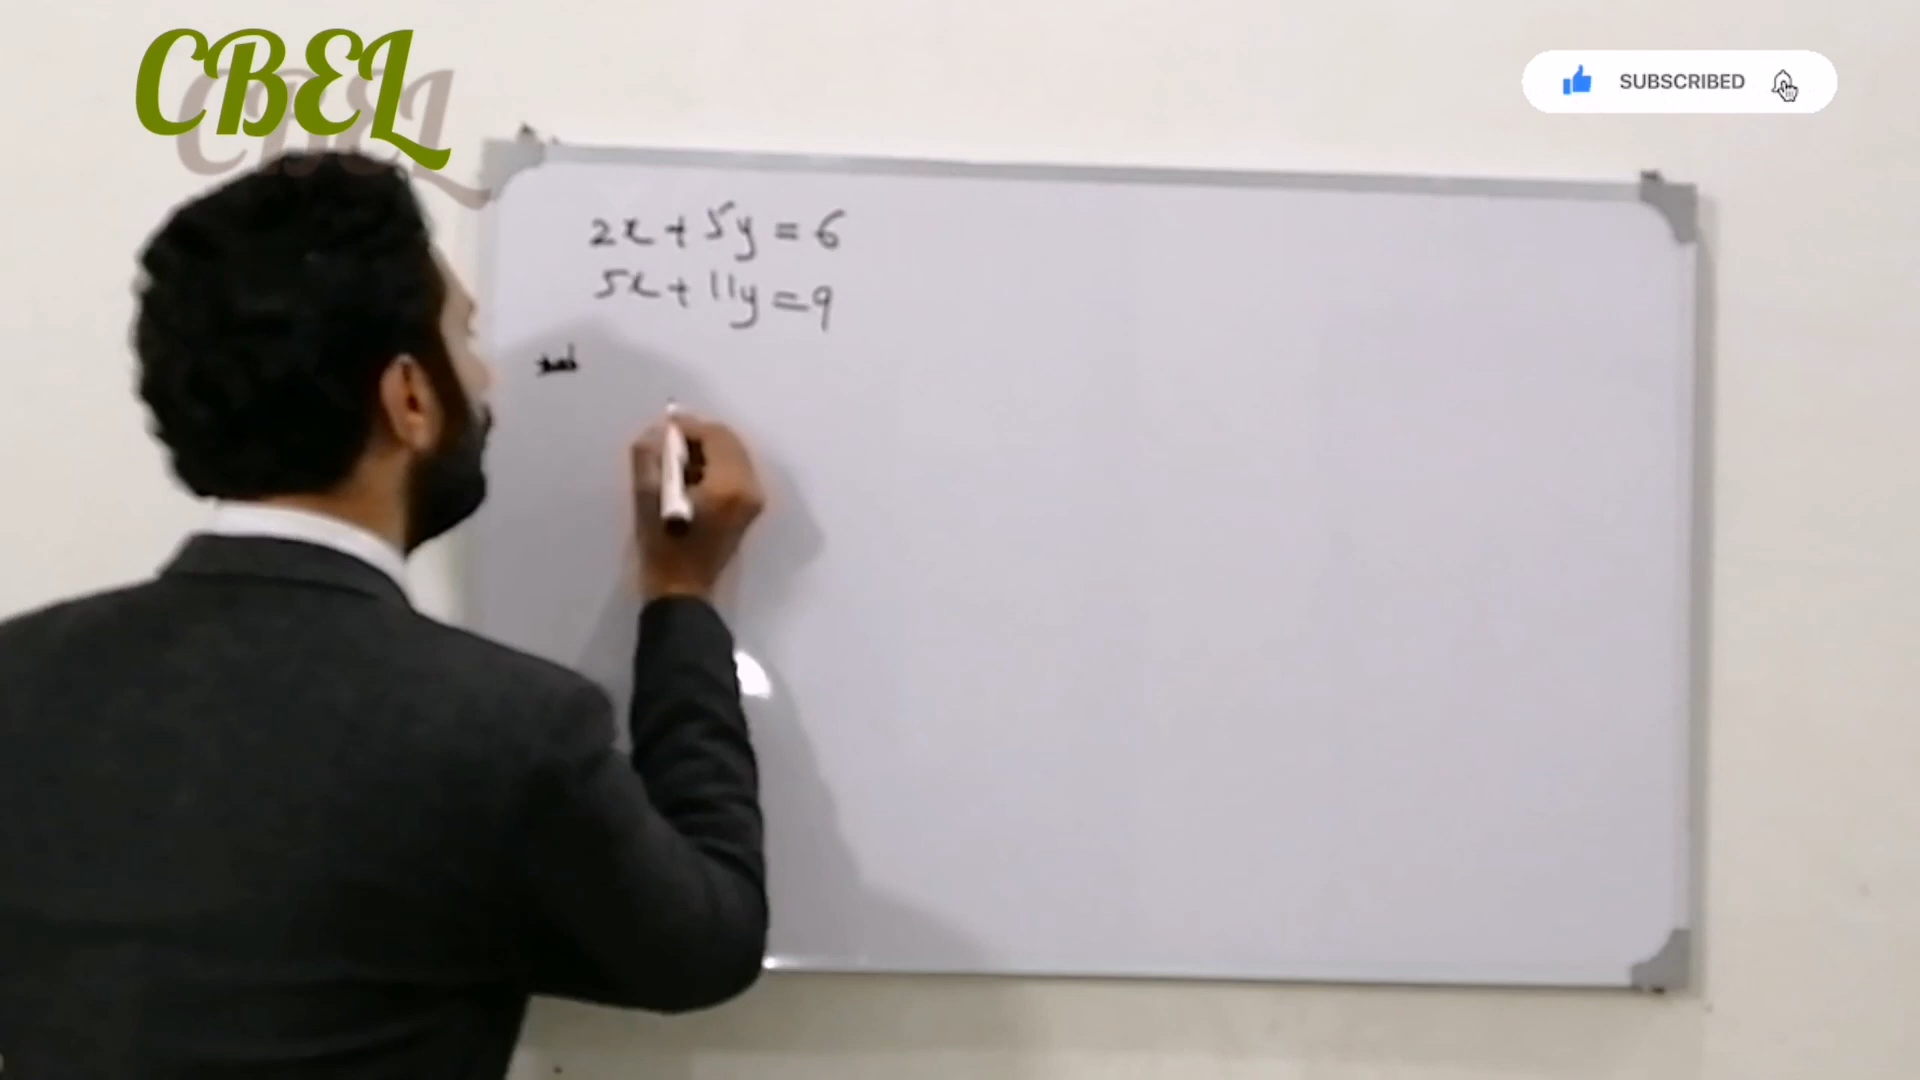 CBEL
SUBSCRIBED
2x + 5y = 6
5x + 11y = 9